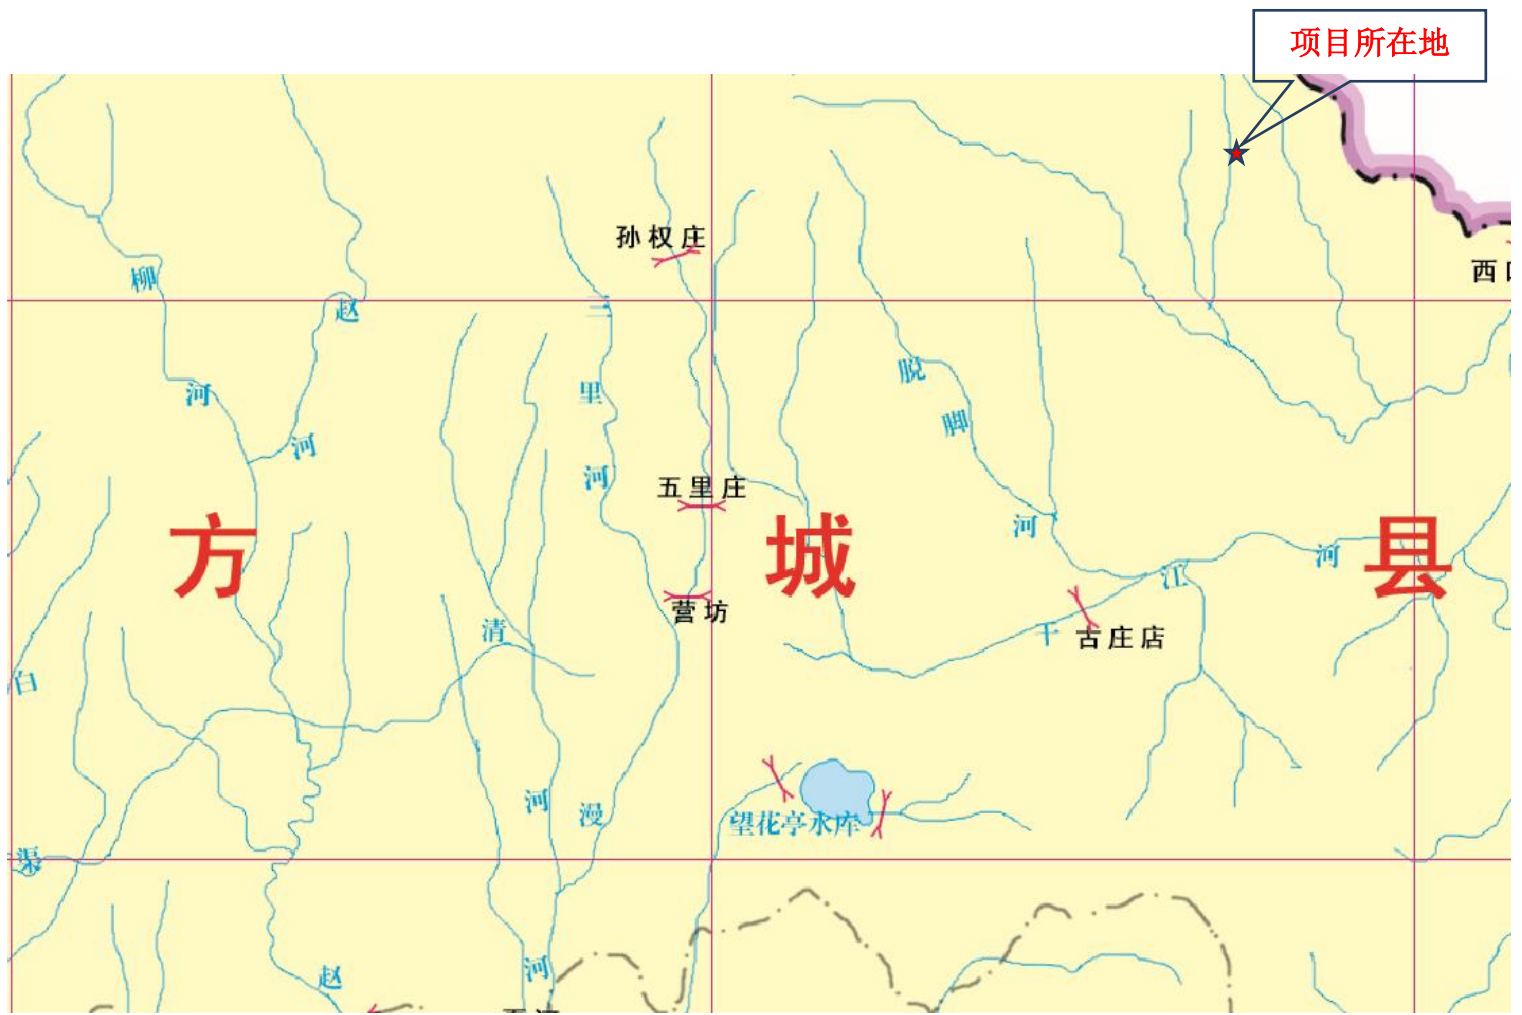 项目所在地
孙权庄
西
柳
三
赵
脱
里
河
脚
河
河
五里庄
方城县
河
河
江
营坊
清
干
古庄店
白
河
漫
望花亭水库
渠
河
赵